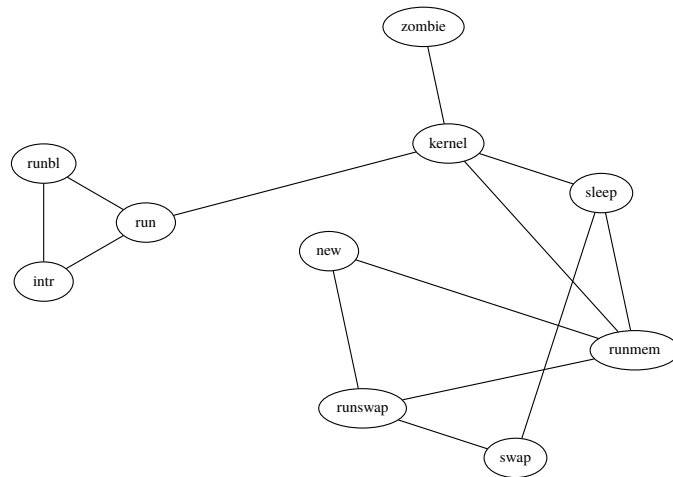 zombie
kernel
runbl
sleep
run
new
intr
runmem
runswap
swap